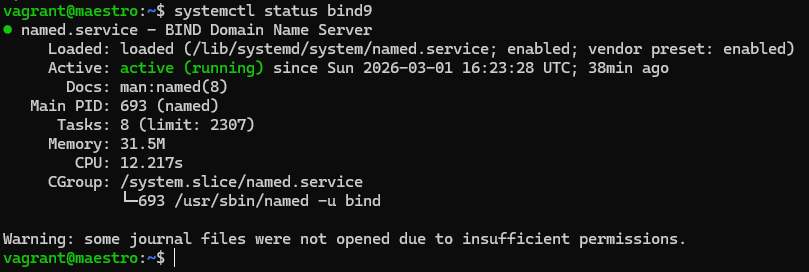 vagrant@maestro:~$ systemctl status bind9
● named.service - BIND Domain Name Server
     Loaded: loaded (/lib/systemd/system/named.service; enabled; vendor preset: enabled)
     Active: active (running) since Sun 2026-03-01 16:23:28 UTC; 38min ago
       Docs: man:named(8)
   Main PID: 693 (named)
      Tasks: 8 (limit: 2307)
     Memory: 31.5M
        CPU: 12.217s
     CGroup: /system.slice/named.service
             └─693 /usr/sbin/named -u bind

Warning: some journal files were not opened due to insufficient permissions.
vagrant@maestro:~$